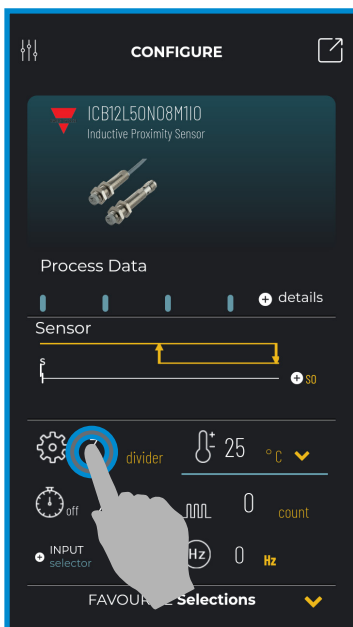 CONFIGURE
ICB12L50N08M1IO
Inductive Proximity Sensor
Process Data
details
Sensor
s
SO
divider 25 °C
off 0 count
INPUT Hz 0 Hz
selector
Selections